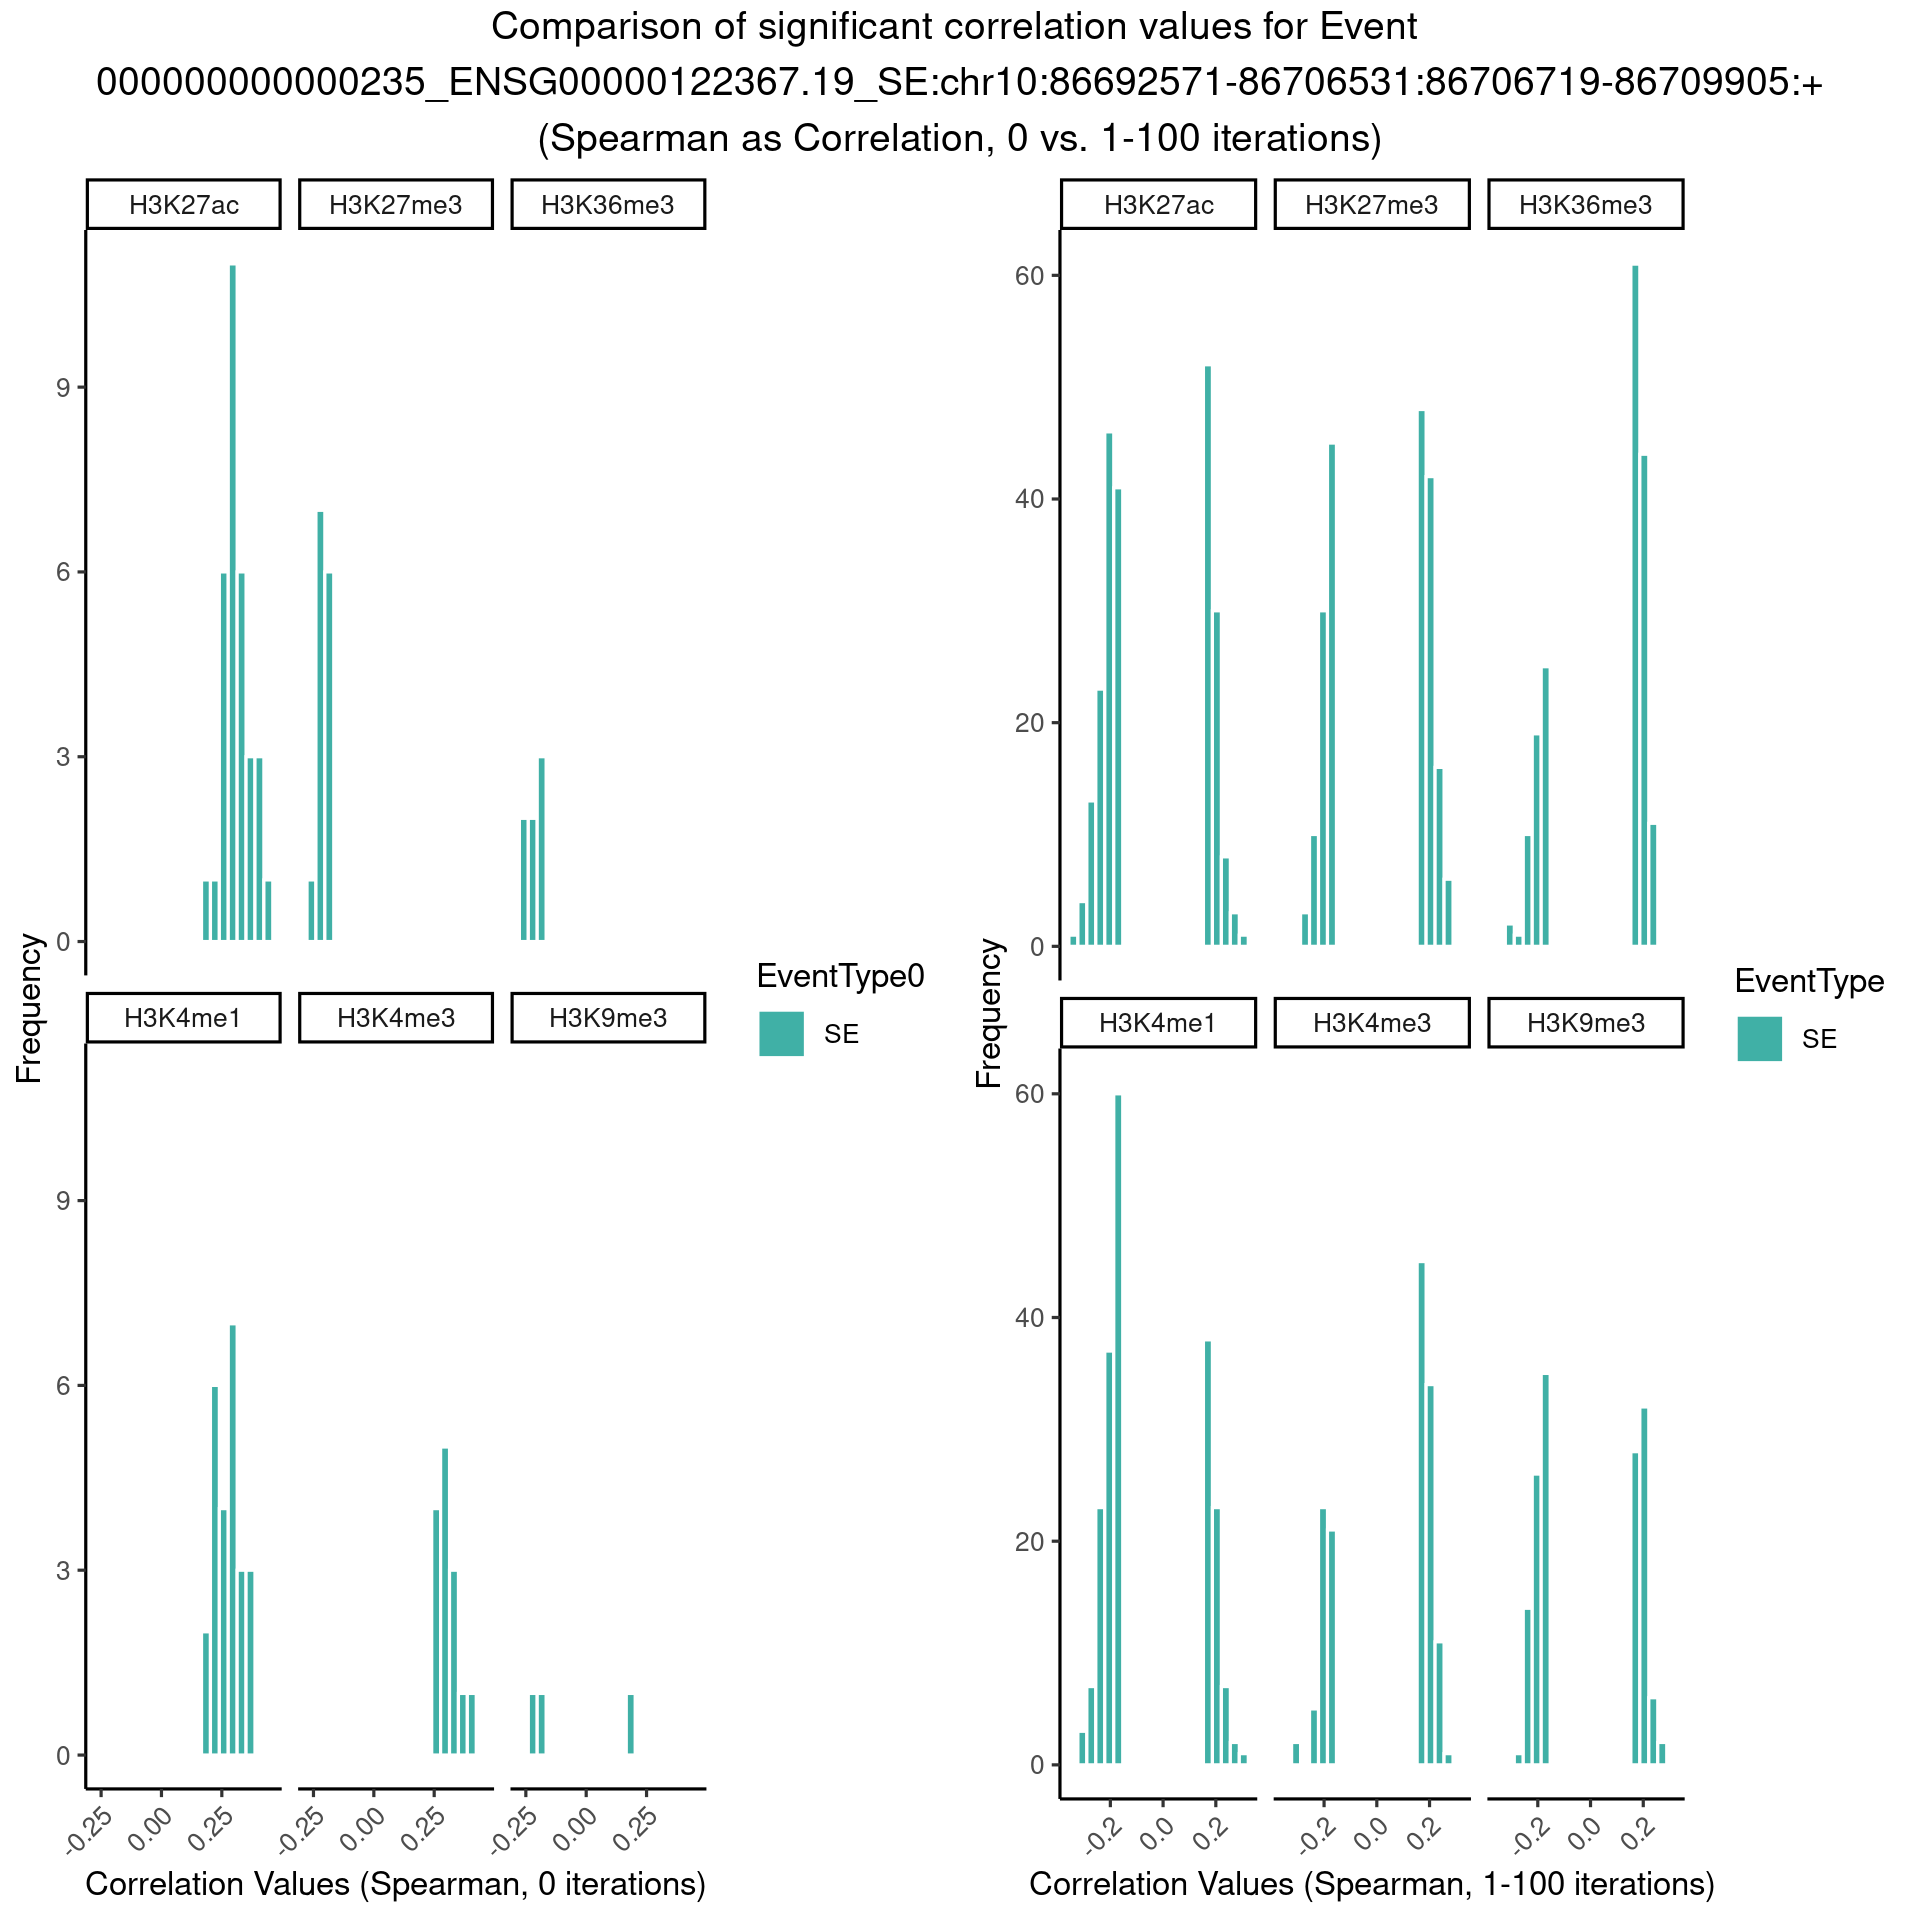 Comparison of significant correlation values for Event
000000000000235_ENSG00000122367.19_SE:chr10:86692571-86706531:86706719-86709905:+
(Spearman as Correlation, 0 vs. 1-100 iterations)
H3K27ac H3K27me3 H3K36me3
9
6
3
0
H3K4me1 H3K4me3 H3K9me3
9
6
3
0
-0.25 0.00 0.25 -0.25 0.00 0.25 -0.25 0.00 0.25
Frequency
Correlation Values (Spearman, 0 iterations)
EventType0
SE
H3K27ac H3K27me3 H3K36me3
60
40
20
0
H3K4me1 H3K4me3 H3K9me3
60
40
20
0
-0.2 0.0 0.2 -0.2 0.0 0.2 -0.2 0.0 0.2
Frequency
Correlation Values (Spearman, 1-100 iterations)
EventType
SE